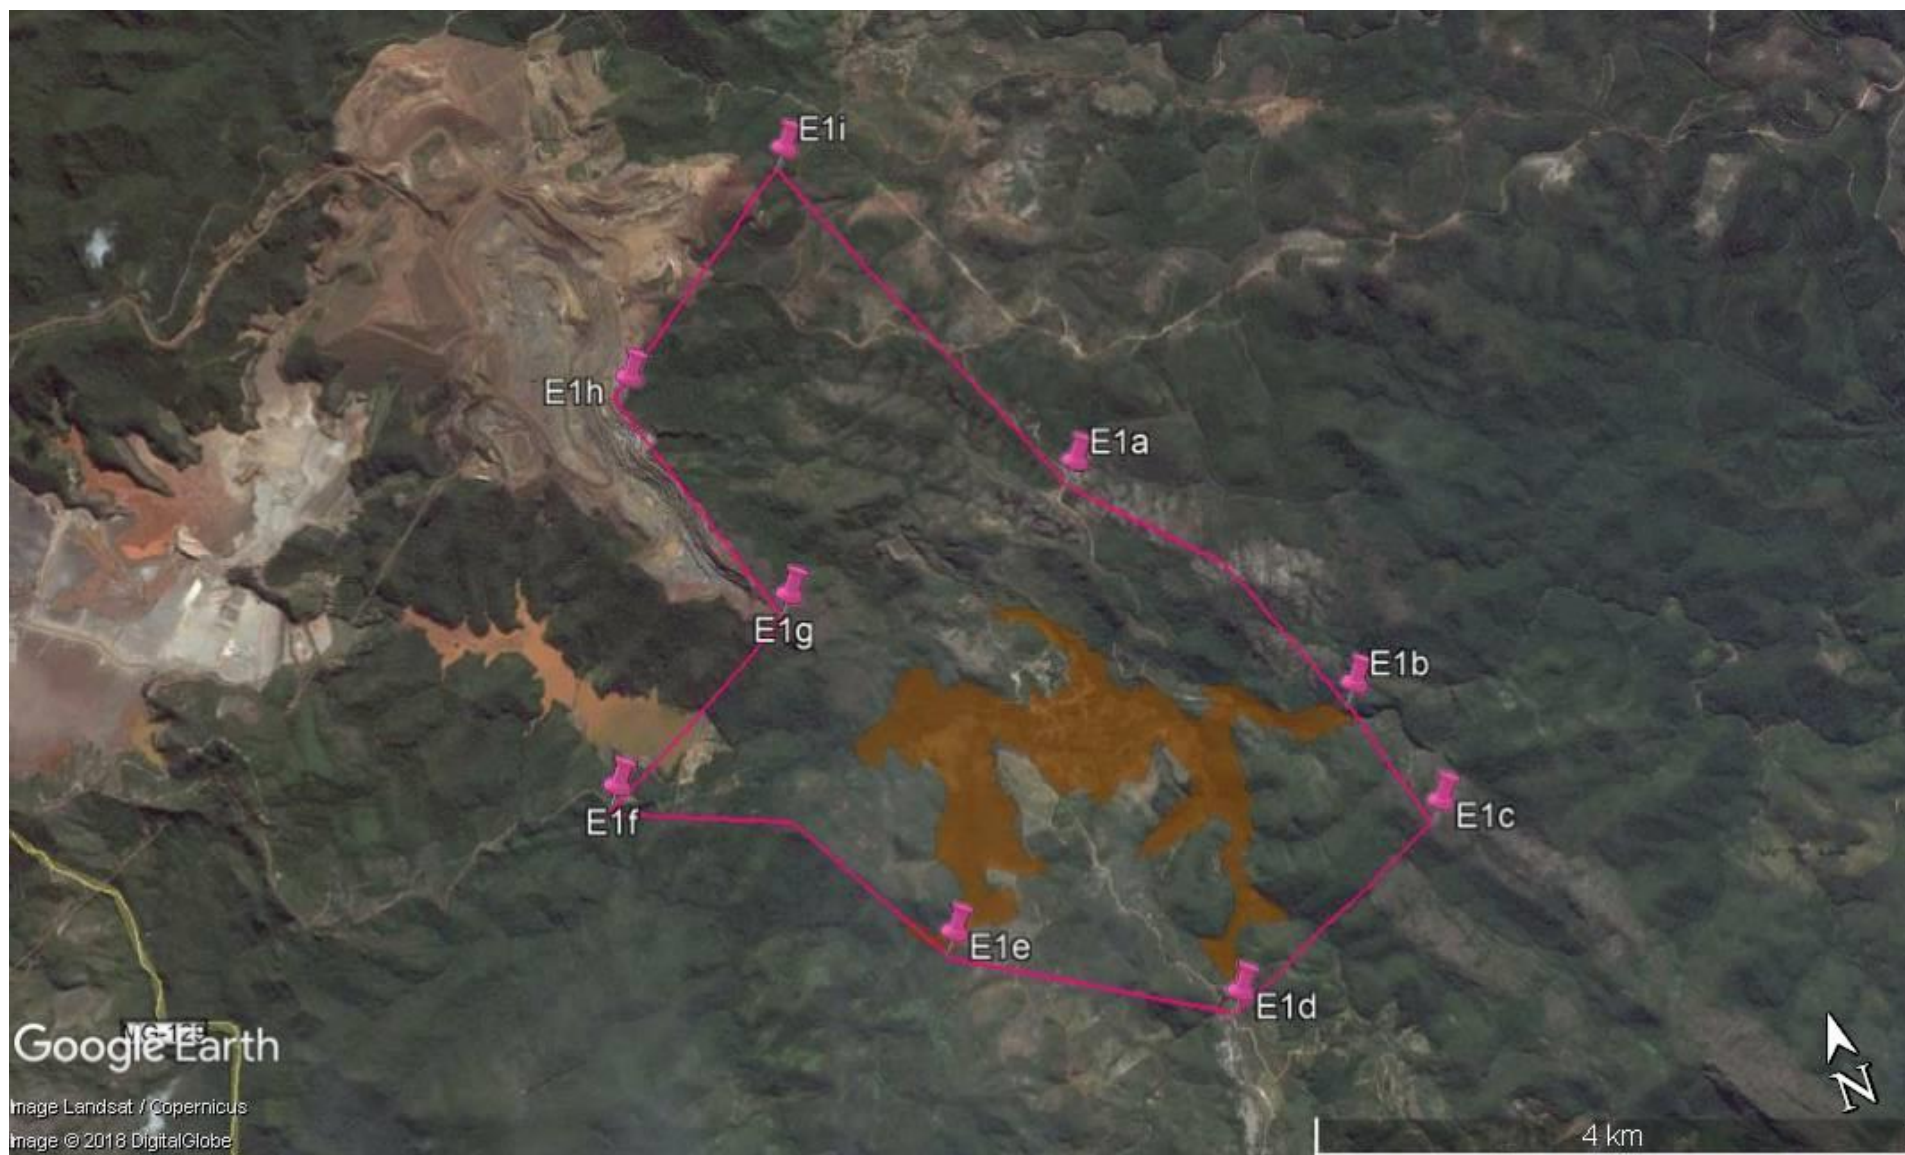 E1i
E1h
E1a
E1g
E1b
E1f
E1c
E1e
E1d
Google Earth
Image Landsat / Copernicus
Image © 2018 DigitalGlobe
N
4 km